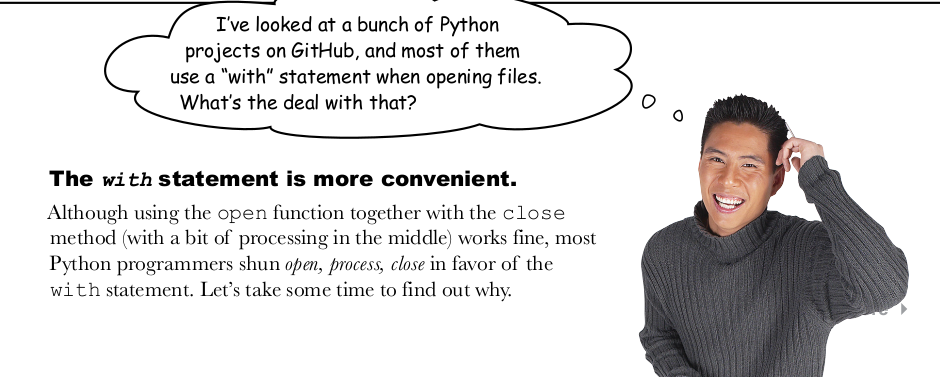 I've looked at a bunch of Python
projects on GitHub, and most of them
use a “with” statement when opening files.
What's the deal with that?
The with statement is more convenient.
Although using the open function together with the close
method (with a bit of processing in the middle) works fine, most
Python programmers shun open, process, close in favor of the
with statement. Let's take some time to find out why.